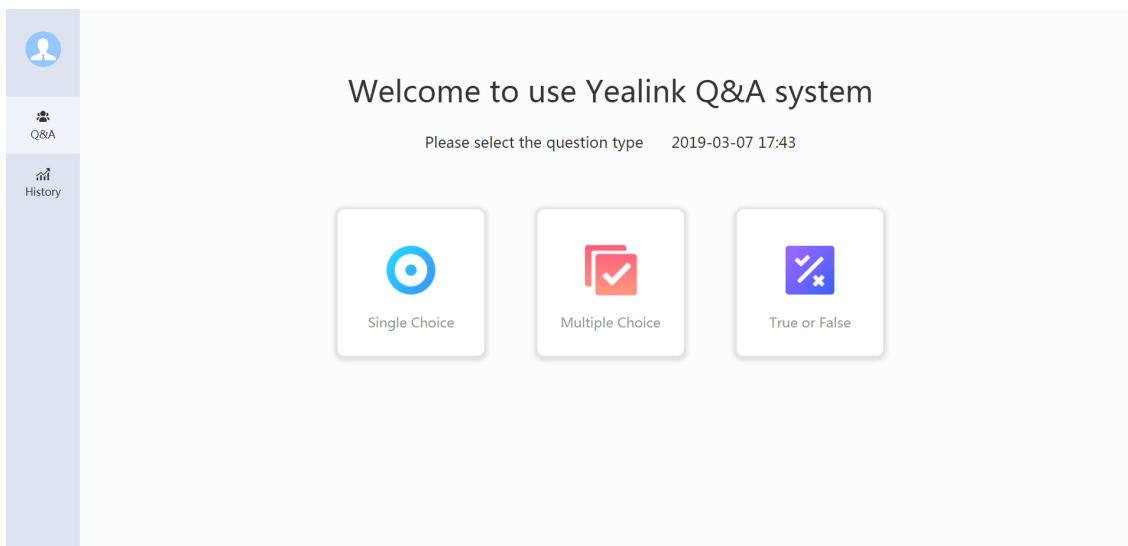 Welcome to use Yealink Q&A system
Please select the question type 2019-03-07 17:43
Q&A
History
Single Choice
Multiple Choice
True or False